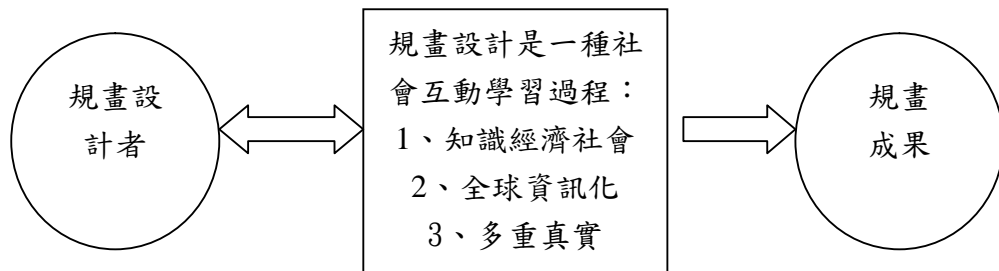 規畫設
計者
規畫設計是一種社
會互動學習過程：
1、知識經濟社會
2、全球資訊化
3、多重真實
規畫
成果